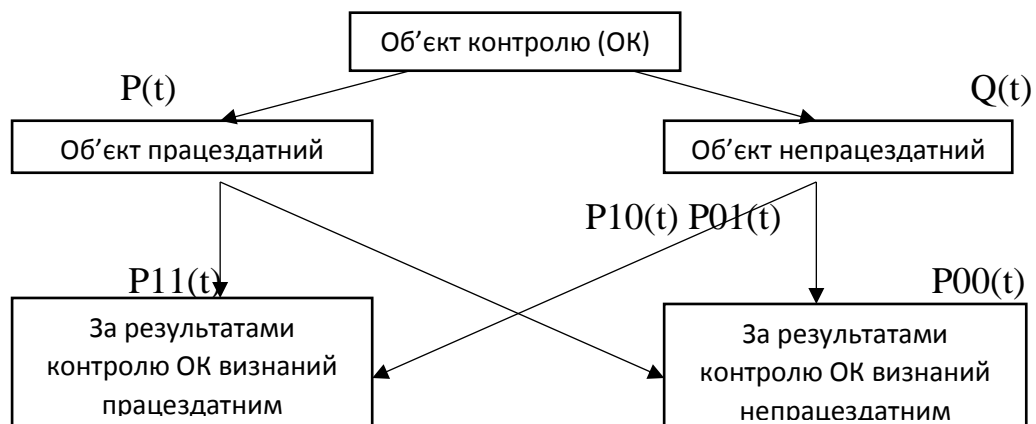 Об’єкт контролю (ОК)
P(t)
Q(t)
Об’єкт працездатний
Об’єкт непрацездатний
P10(t) P01(t)
P11(t)
P00(t)
За результатами
контролю ОК визнаний
працездатним
За результатами
контролю ОК визнаний
непрацездатним